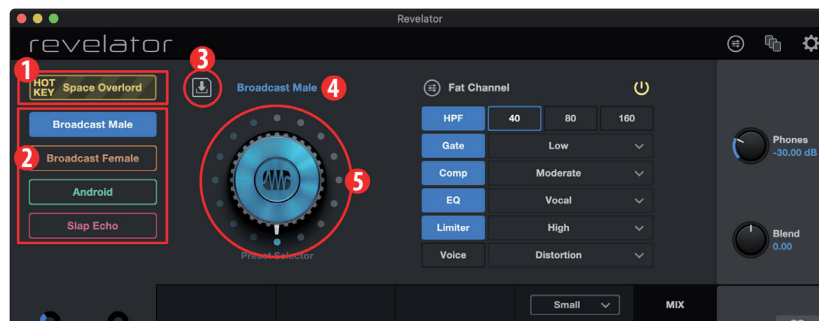 Revelator
revelator
1
HOT KEY Space Overlord
3
Broadcast Male 4
Fat Channel
Broadcast Male
2
Broadcast Female
Android
Slap Echo
5
Preset Selector
HPF 40 80 160
Gate Low
Comp Moderate
EQ Vocal
Limiter High
Voice Distortion
Phones
-30.00 dB
Blend
0.00
Small
MIX